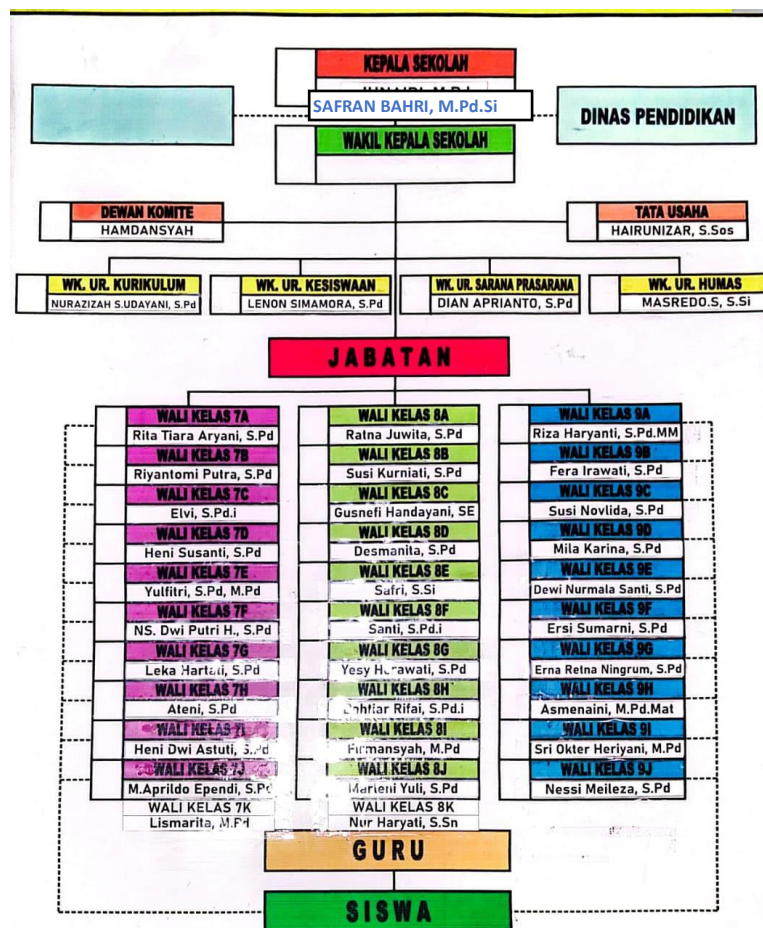 KEPALA SEKOLAH
SAFRAN BAHRI, M.Pd.Si
DINAS PENDIDIKAN
WAKIL KEPALA SEKOLAH
DEWAN KOMITE
HAMDANSYAH
TATA USAHA
HAIRUNIZAR, S.Sos
WK. UR. KURIKULUM
NURAZIZAH S.UDAYANI, S.Pd
WK. UR. KESISWAAN
LENON SIMAMORA, S.Pd
WK. UR. SARANA PRASARANA
DIAN APRIANTO, S.Pd
WK. UR. HUMAS
MASREDO.S, S.Si
JABATAN
WALI KELAS 7A
Rita Tiara Aryani, S.Pd
WALI KELAS 7B
Riyantomi Putra, S.Pd
WALI KELAS 7C
Elvi, S.Pd.i
WALI KELAS 7D
Heni Susanti, S.Pd
WALI KELAS 7E
Yulfitri, S.Pd, M.Pd
WALI KELAS 7F
NS. Dwi Putri H., S.Pd
WALI KELAS 7G
Leka Hartati, S.Pd
WALI KELAS 7H
Ateni, S.Pd
WALI KELAS 7I
Heni Dwi Astuti, S.Pd
WALI KELAS 7J
M.Aprildo Ependi, S.Pd
WALI KELAS 7K
Lismarita, M.Pd
WALI KELAS 8A
Ratna Juwita, S.Pd
WALI KELAS 8B
Susi Kurniati, S.Pd
WALI KELAS 8C
Gusnefi Handayani, SE
WALI KELAS 8D
Desmanita, S.Pd
WALI KELAS 8E
Safri, S.Si
WALI KELAS 8F
Santi, S.Pd.i
WALI KELAS 8G
Yesy Herawati, S.Pd
WALI KELAS 8H
Rifai, S.Pd.i
WALI KELAS 8I
Firmansyah, M.Pd
WALI KELAS 8J
Marleni Yuli, S.Pd
WALI KELAS 8K
Nur Haryati, S.Sn
WALI KELAS 9A
Riza Haryanti, S.Pd.MM
WALI KELAS 9B
Fera Irawati, S.Pd
WALI KELAS 9C
Susi Novlida, S.Pd
WALI KELAS 9D
Mila Karina, S.Pd
WALI KELAS 9E
Dewi Nurmala Santi, S.Pd
WALI KELAS 9F
Ersi Sumarni, S.Pd
WALI KELAS 9G
Erna Retna Ningrum, S.Pd
WALI KELAS 9H
Asmenaini, M.Pd.Mat
WALI KELAS 9I
Sri Okter Heriyani, M.Pd
WALI KELAS 9J
Nessi Meileza, S.Pd
GURU
SISWA